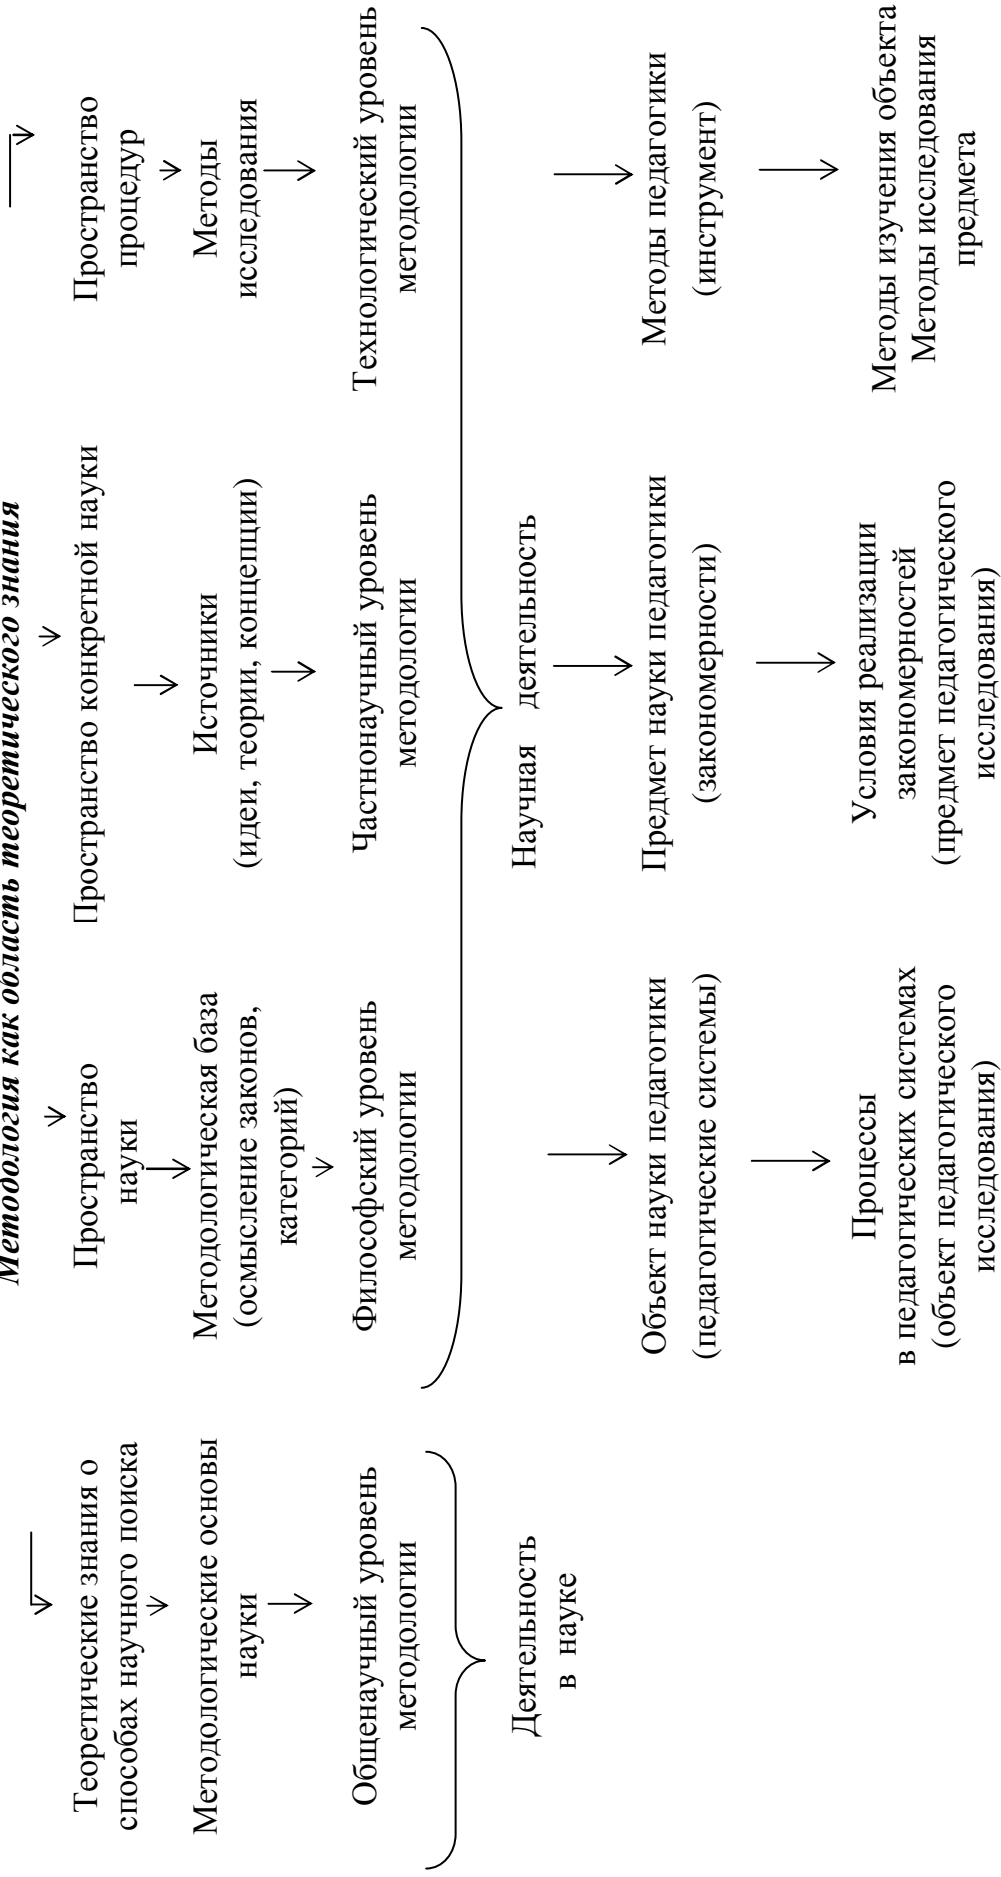 Методология как область теоретического знания
Теоретические знания о
способах научного поиска
Методологические основы
науки
Общенаучный уровень
методологии
Деятельность
в науке
Пространство
науки
Методологическая база
(осмысление законов,
категорий)
Философский уровень
методологии
Пространство конкретной науки
Источники
(идеи, теории, концепции)
Частнонаучный уровень
методологии
Пространство
процедур
Методы
исследования
Технологический уровень
методологии
Научная деятельность
Объект науки педагогики
(педагогические системы)
Процессы
в педагогических системах
(объект педагогического
исследования)
Предмет науки педагогики
(закономерности)
Условия реализации
закономерностей
(предмет педагогического
исследования)
Методы педагогики
(инструмент)
Методы изучения объекта
Методы исследования
предмета